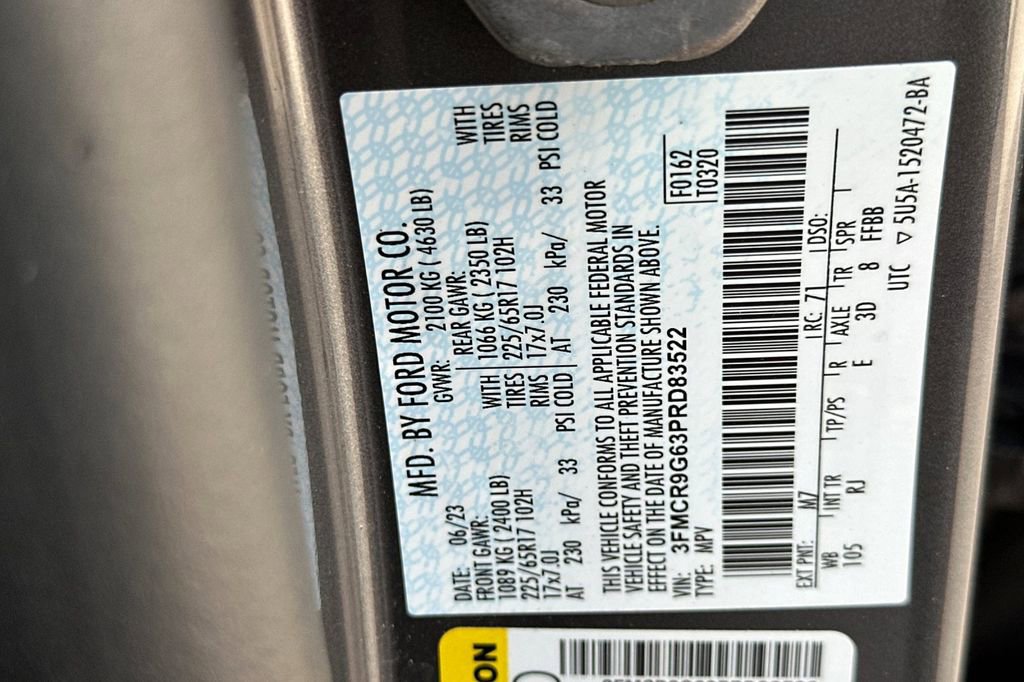 MFD. BY FORD MOTOR CO.
DATE: 06/23 GWR: 2100 KG ( 4630 LB)
FRONT GAWR: REAR GAWR:
1089 KG ( 2400 LB) WITH 1066 KG ( 2350 LB) WITH
225/65R17 102H TIRES 225/65R17 102H TIRES
17x7.0J RIMS 17x7.0J RIMS
AT 230 kPa/ 33 PSI COLD AT 230 kPa/ 33 PSI COLD
THIS VEHICLE CONFORMS TO ALL APPLICABLE FEDERAL MOTOR
VEHICLE SAFETY AND THEFT PREVENTION STANDARDS IN
EFFECT ON THE DATE OF MANUFACTURE SHOWN ABOVE.
VIN: 3FMCR9G63PRD83522 F0162
TYPE: MPV T0320
EXT PNT: M7 RC: 71 DSO:
WB INT TR TP/PS R AXLE TR SPR
105 RJ E 3D 8 FFBB
UTC ▽ 5U5A-1520472-BA
ON